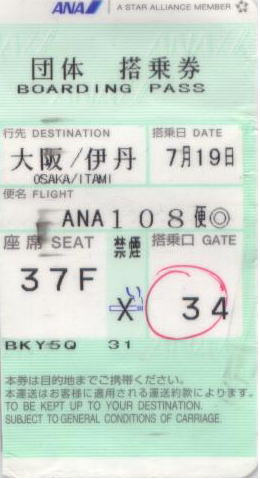 ANA A STAR ALLIANCE MEMBER
団体 搭乗券
BOARDING PASS
行先 DESTINATION 搭乗日 DATE
大阪/伊丹 7月19日
OSAKA/ITAMI
便名 FLIGHT
ANA108便◎
座席 SEAT 禁煙 搭乗口 GATE
37F 34
BKY5Q 31
本券は目的地までご携帯ください。
本運送はお客様に適用される運送約款によります。
TO BE KEPT UP TO YOUR DESTINATION.
SUBJECT TO GENERAL CONDITIONS OF CARRIAGE.